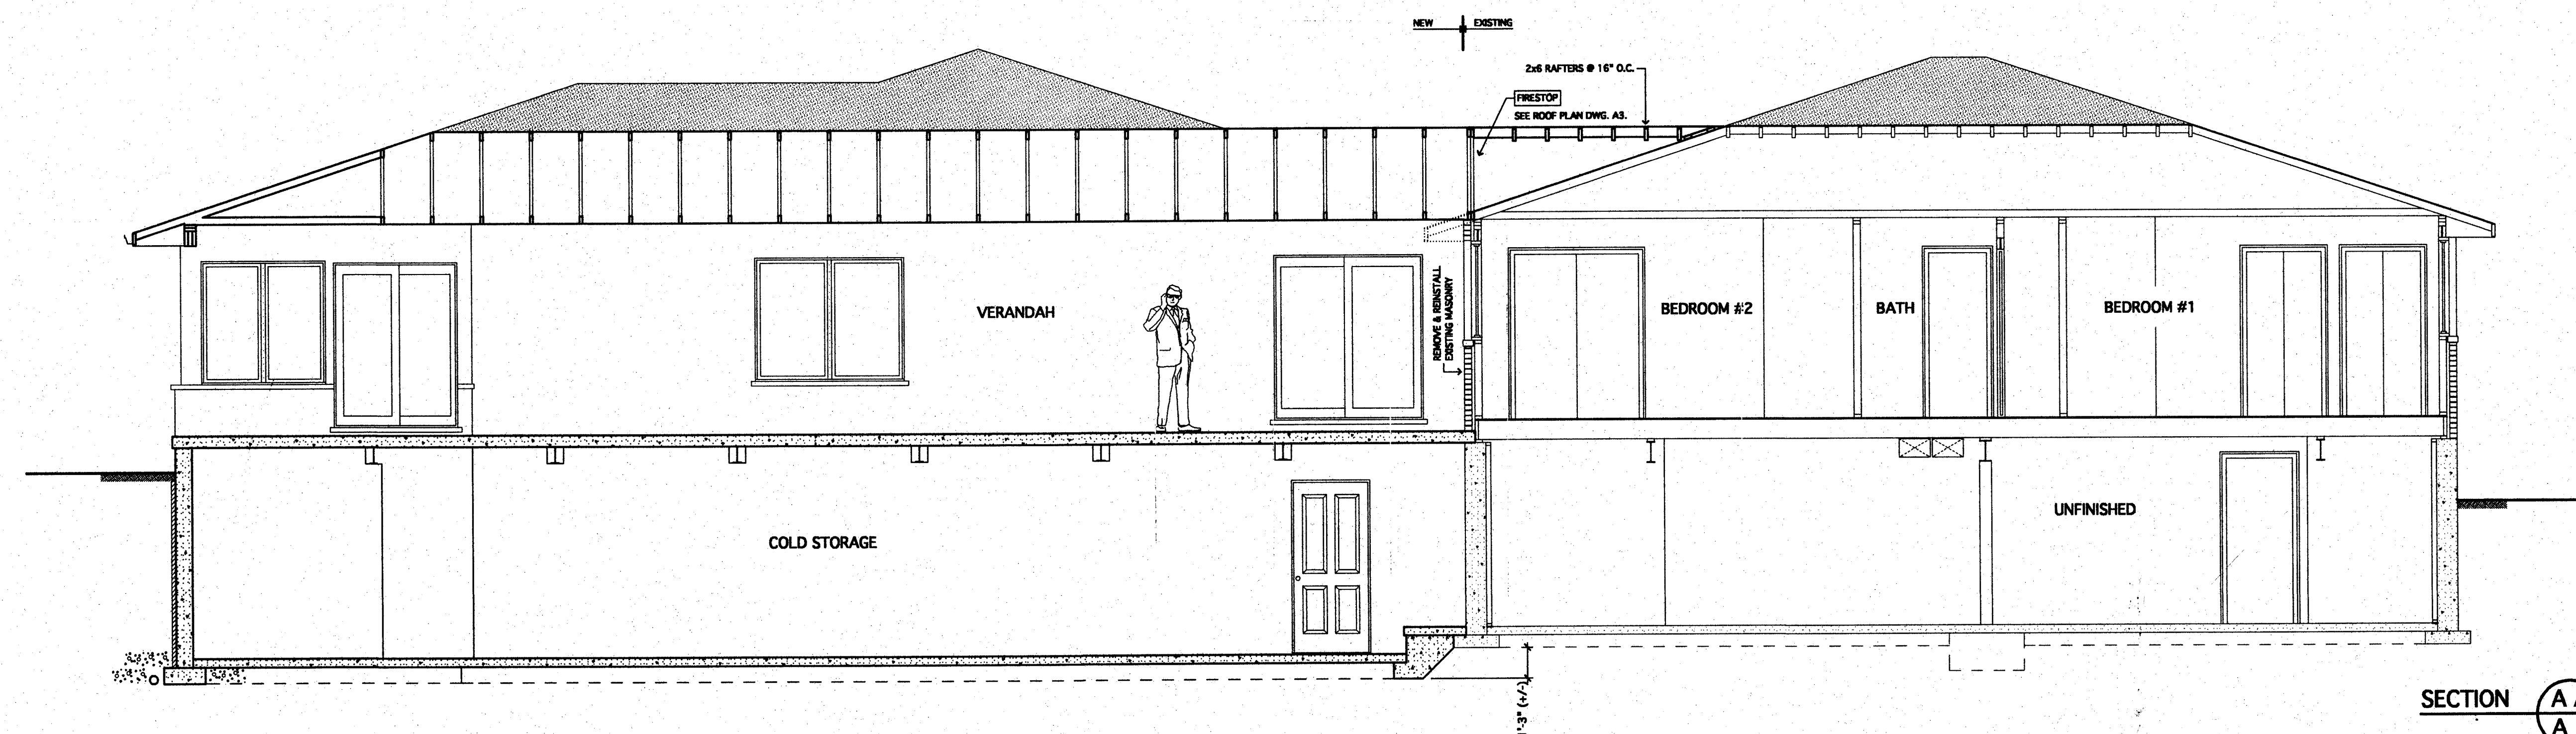 NEW EXISTING
2x6 RAFTERS @ 16" O.C.
FIRESTOP
SEE ROOF PLAN DWG. A3.
REMOVE & REINSTALL
EXISTING MASONRY
VERANDAH
BEDROOM #2
BATH
BEDROOM #1
COLD STORAGE
UNFINISHED
'-3" (+/-)
SECTION A
A